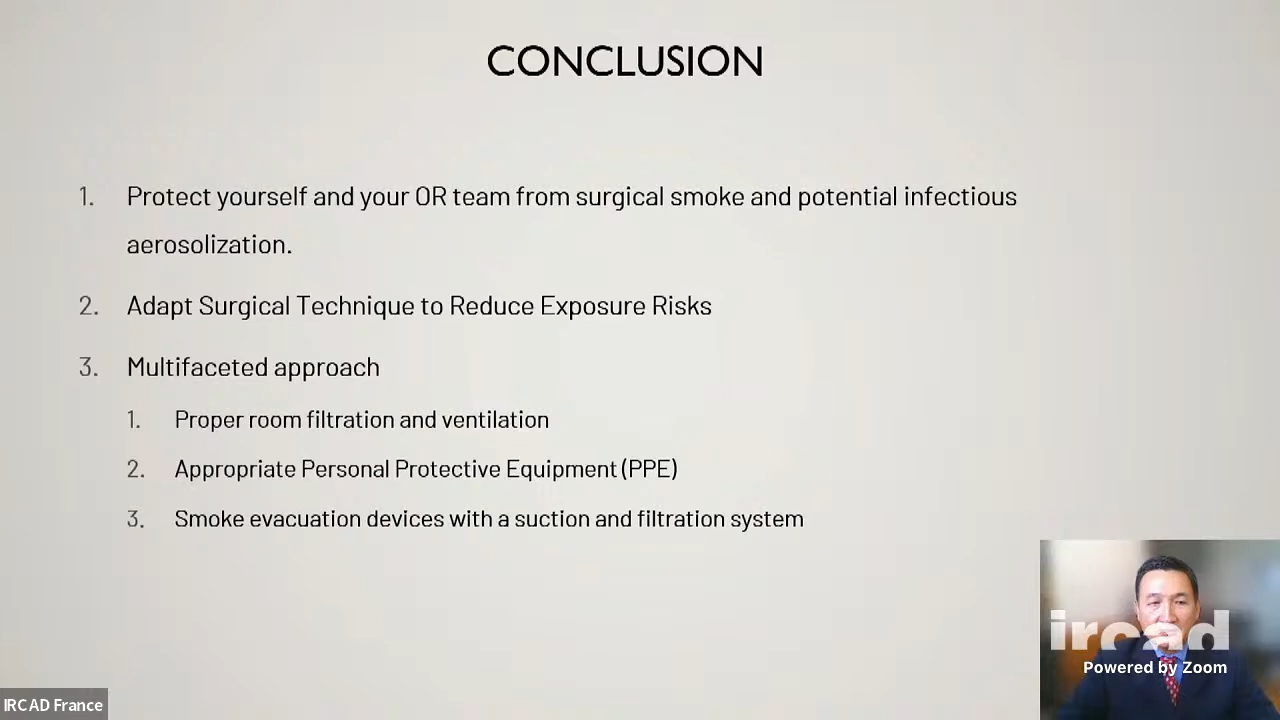 CONCLUSION
1. Protect yourself and your OR team from surgical smoke and potential infectious
aerosolization.
2. Adapt Surgical Technique to Reduce Exposure Risks
3. Multifaceted approach
1. Proper room filtration and ventilation
2. Appropriate Personal Protective Equipment (PPE)
3. Smoke evacuation devices with a suction and filtration system
ircad
Powered by Zoom
IRCAD France